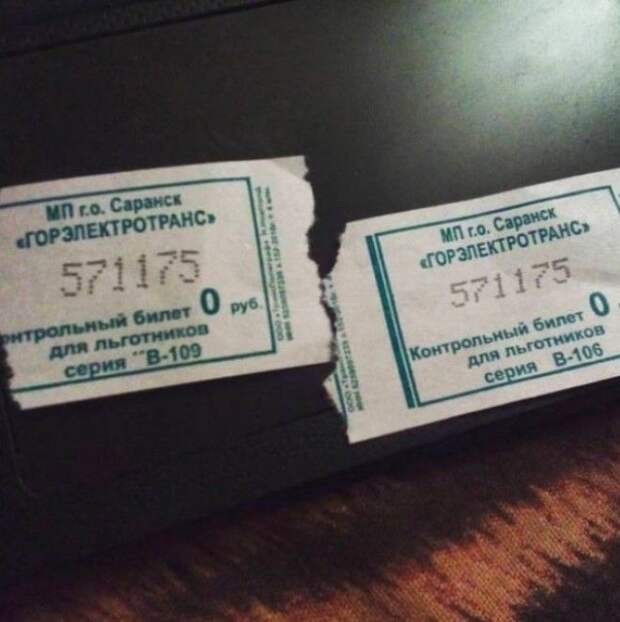 МП г.о. Саранск
«ГОРЭЛЕКТРОТРАНС»
571175
онтрольный билет 0 руб.
для льготников
серия "В-109
МП г.о. Саранск
«ГОРЭЛЕКТРОТРАНС»
571175
Контрольный билет 0
для льготников
серия В-106